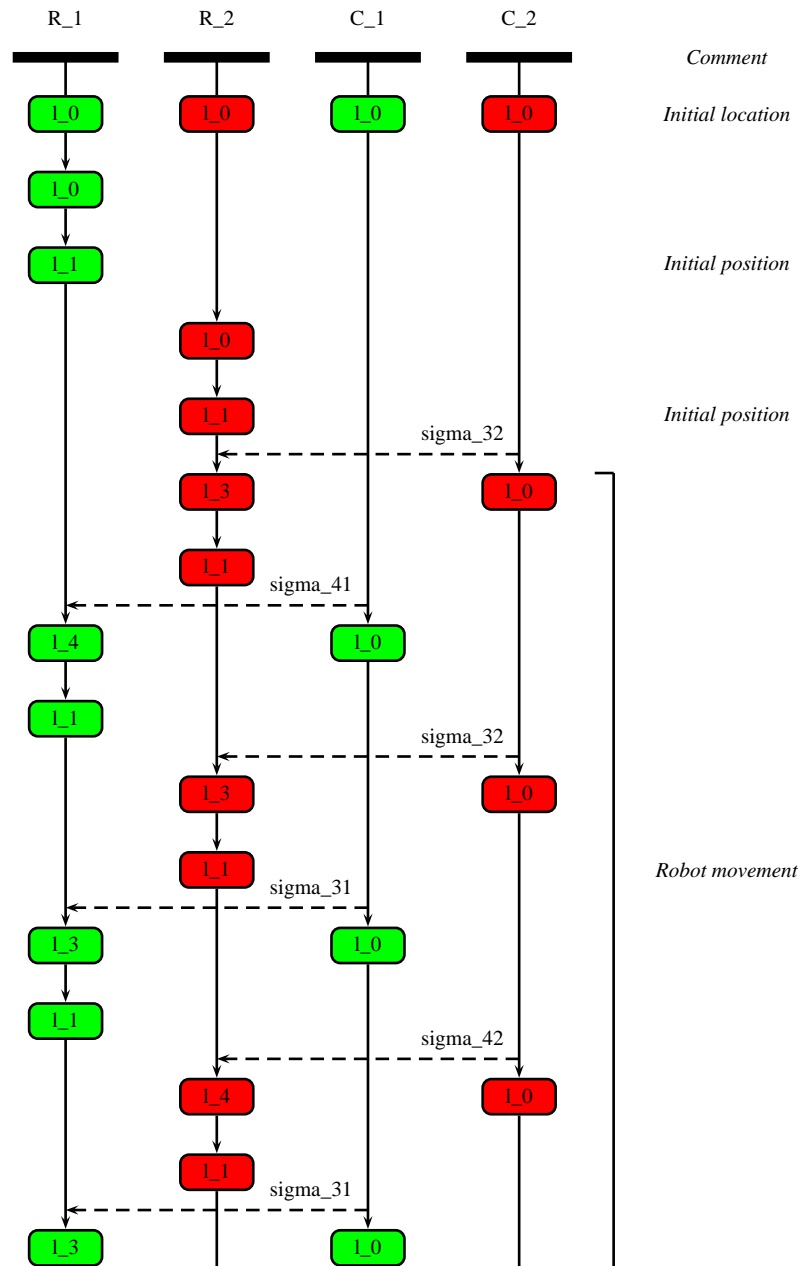 R_1 R_2 C_1 C_2
Comment
l_0 l_0 l_0 l_0 Initial location
l_0
l_1 Initial position
l_0
l_1 Initial position
sigma_32
l_3 l_0
l_1
sigma_41
l_4 l_0
l_1
sigma_32
l_3 l_0
l_1 Robot movement
sigma_31
l_3 l_0
l_1
sigma_42
l_4 l_0
l_1
sigma_31
l_3 l_0